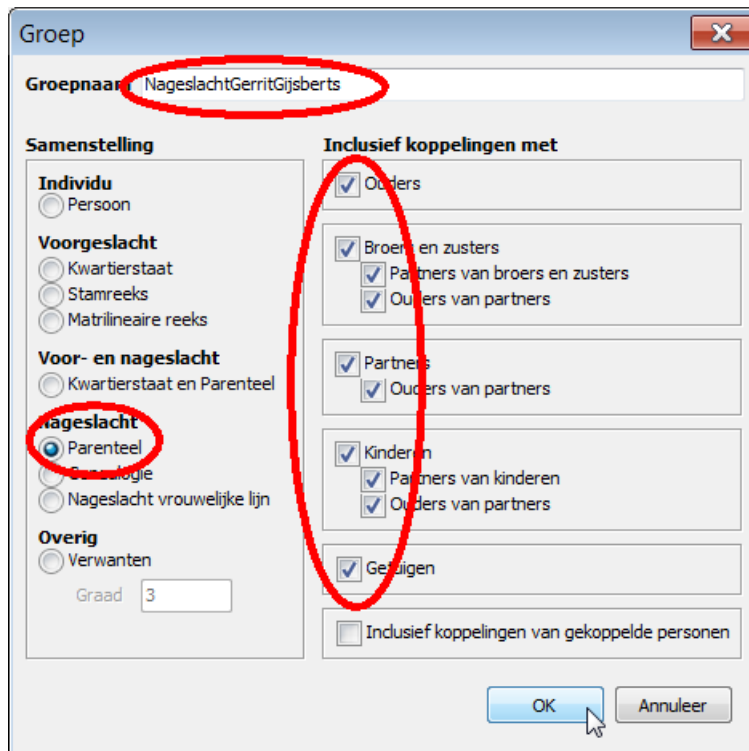 Groep
Groepnaam NageslachtGerritGijsberts
Samenstelling
Individu
Persoon
Voorgeslacht
Kwartierstaat
Stamreeks
Matrilineaire reeks
Voor- en nageslacht
Kwartierstaat en Parenteel
Nageslacht
Parenteel
Genealogie
Nageslacht vrouwelijke lijn
Overig
Verwanten
Graad 3
Inclusief koppelingen met
Ouders
Broers en zusters
Partners van broers en zusters
Ouders van partners
Partners
Ouders van partners
Kinderen
Partners van kinderen
Ouders van partners
Getuigen
Inclusief koppelingen van gekoppelde personen
OK
Annuleer